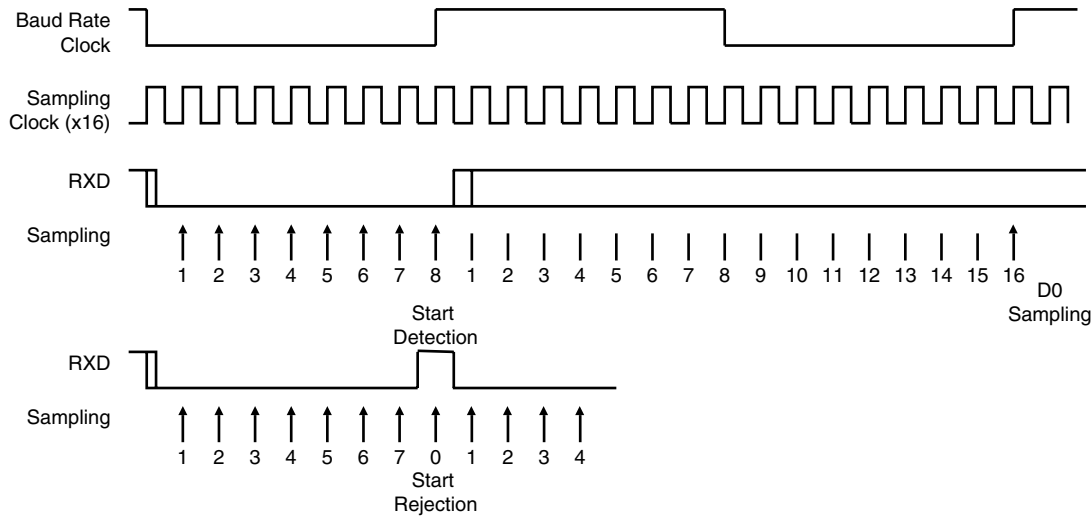 Baud Rate
Clock
Sampling
Clock (x16)
RXD
Sampling
1 2 3 4 5 6 7 8 1 2 3 4 5 6 7 8 9 10 11 12 13 14 15 16
D0
Sampling
Start
Detection
RXD
Sampling
1 2 3 4 5 6 7 0 1 2 3 4
Start
Rejection